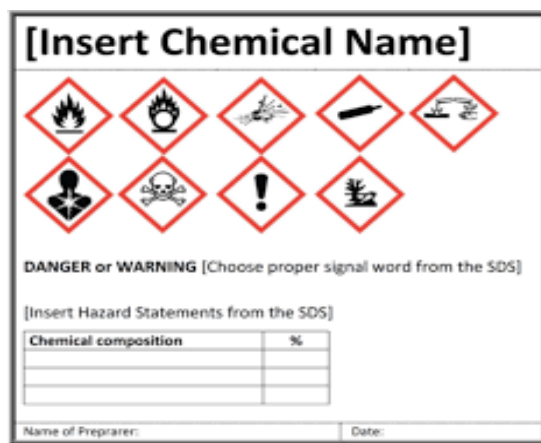 [Insert Chemical Name]
DANGER or WARNING [Choose proper signal word from the SDS]
[Insert Hazard Statements from the SDS]
Chemical composition %
Name of Preprarer: Date: